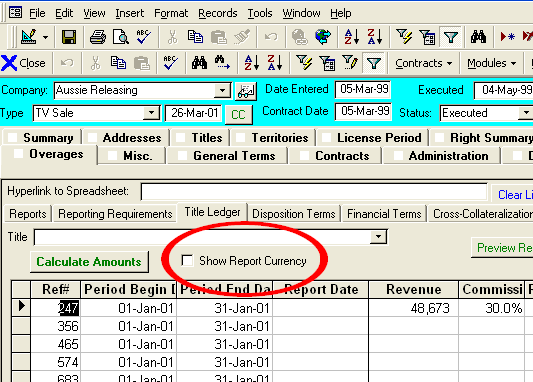 File Edit View Insert Format Records Tools Window Help
ABC
Close Contracts Modules
Company: Aussie Releasing Date Entered 05-Mar-99 Executed 04-May-99
Type TV Sale 26-Mar-01 CC Contract Date 05-Mar-99 Status: Executed
Summary Addresses Titles Territories License Period Right Summary
Overages Misc. General Terms Contracts Administration
Hyperlink to Spreadsheet: Clear Li
Reports Reporting Requirements Title Ledger Disposition Terms Financial Terms Cross-Collateralization
Title
Preview Re
Calculate Amounts Show Report Currency
Ref# Period Begin D Period End Da Report Date Revenue Commissi
247 01-Jan-01 31-Jan-01 48,673 30.0%
356 01-Jan-01 31-Jan-01
465 01-Jan-01 31-Jan-01
574 01-Jan-01 31-Jan-01
683 01-Jan-01 31-Jan-01